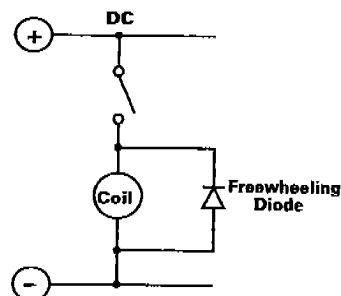 DC
+
Coil
Freewheeling
Diode
-